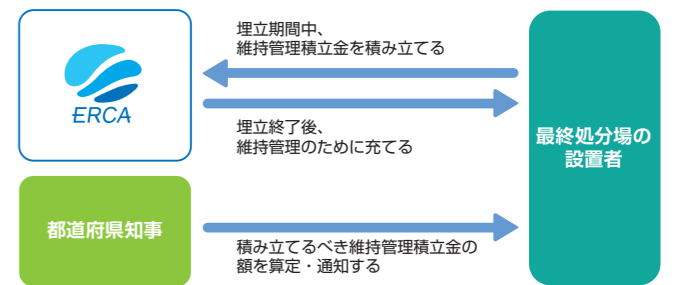 埋立期間中、
維持管理積立金を積み立てる
ERCA
埋立終了後、
維持管理のために充てる
最終処分場の
設置者
都道府県知事
積み立てるべき維持管理積立金の
額を算定・通知する